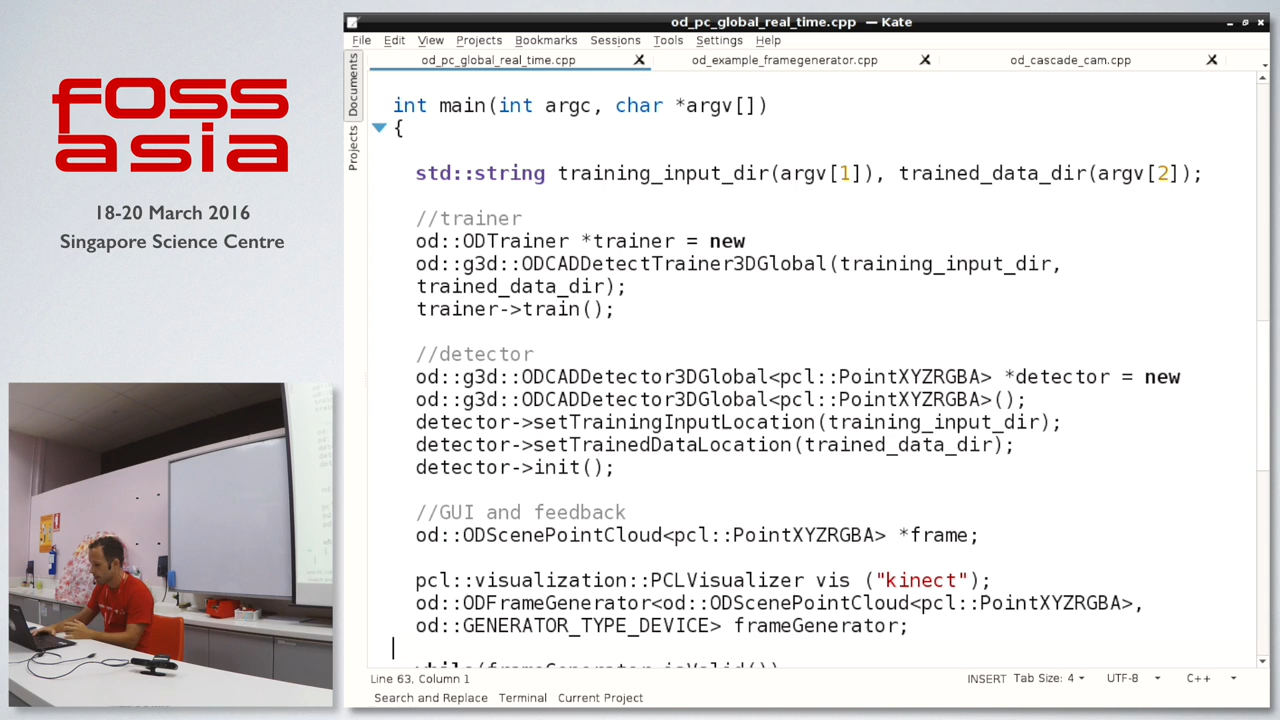 foss
asia
18-20 March 2016
Singapore Science Centre
od_pc_global_real_time.cpp — Kate
File Edit View Projects Bookmarks Sessions Tools Settings Help
Documents
Projects
od_pc_global_real_time.cpp od_example_framegenerator.cpp od_cascade_cam.cpp
int main(int argc, char *argv[])
{
std::string training_input_dir(argv[1]), trained_data_dir(argv[2]);
//trainer
od::ODTrainer *trainer = new
od::g3d::ODCADDetectTrainer3DGlobal(training_input_dir,
trained_data_dir);
trainer->train();
//detector
od::g3d::ODCADDetector3DGlobal<pcl::PointXYZRGBA> *detector = new
od::g3d::ODCADDetector3DGlobal<pcl::PointXYZRGBA>();
detector->setTrainingInputLocation(training_input_dir);
detector->setTrainedDataLocation(trained_data_dir);
detector->init();
//GUI and feedback
od::ODScenePointCloud<pcl::PointXYZRGBA> *frame;
pcl::visualization::PCLVisualizer vis ("kinect");
od::ODFrameGenerator<od::ODScenePointCloud<pcl::PointXYZRGBA>,
od::GENERATOR_TYPE_DEVICE> frameGenerator;
while(frameGenerator.isValid())
Line 63, Column 1 INSERT Tab Size: 4 UTF-8 C++
Search and Replace Terminal Current Project